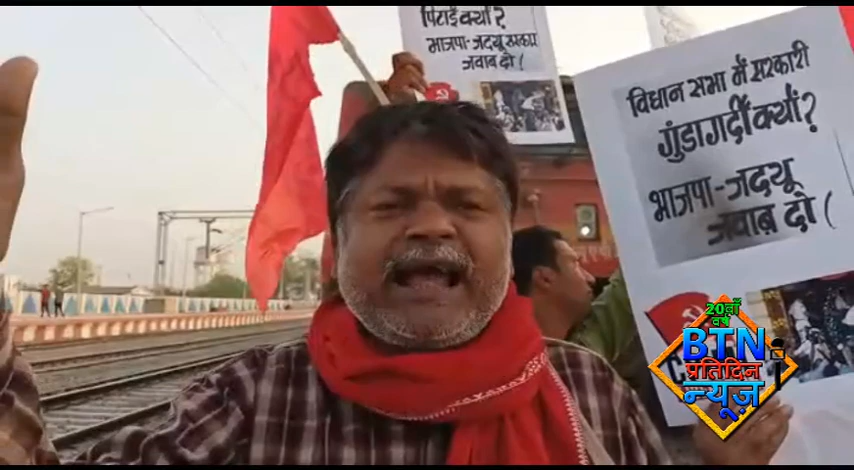 पिटाई क्यों?
भाजपा-जदयू सरकार
जवाब दो!
विधान सभा में सरकारी
गुंडागर्दी क्यों?
भाजपा-जदयू
जवाब दो!
20वाँ
वर्ष
BTN
प्रतिदिन
न्यूज़